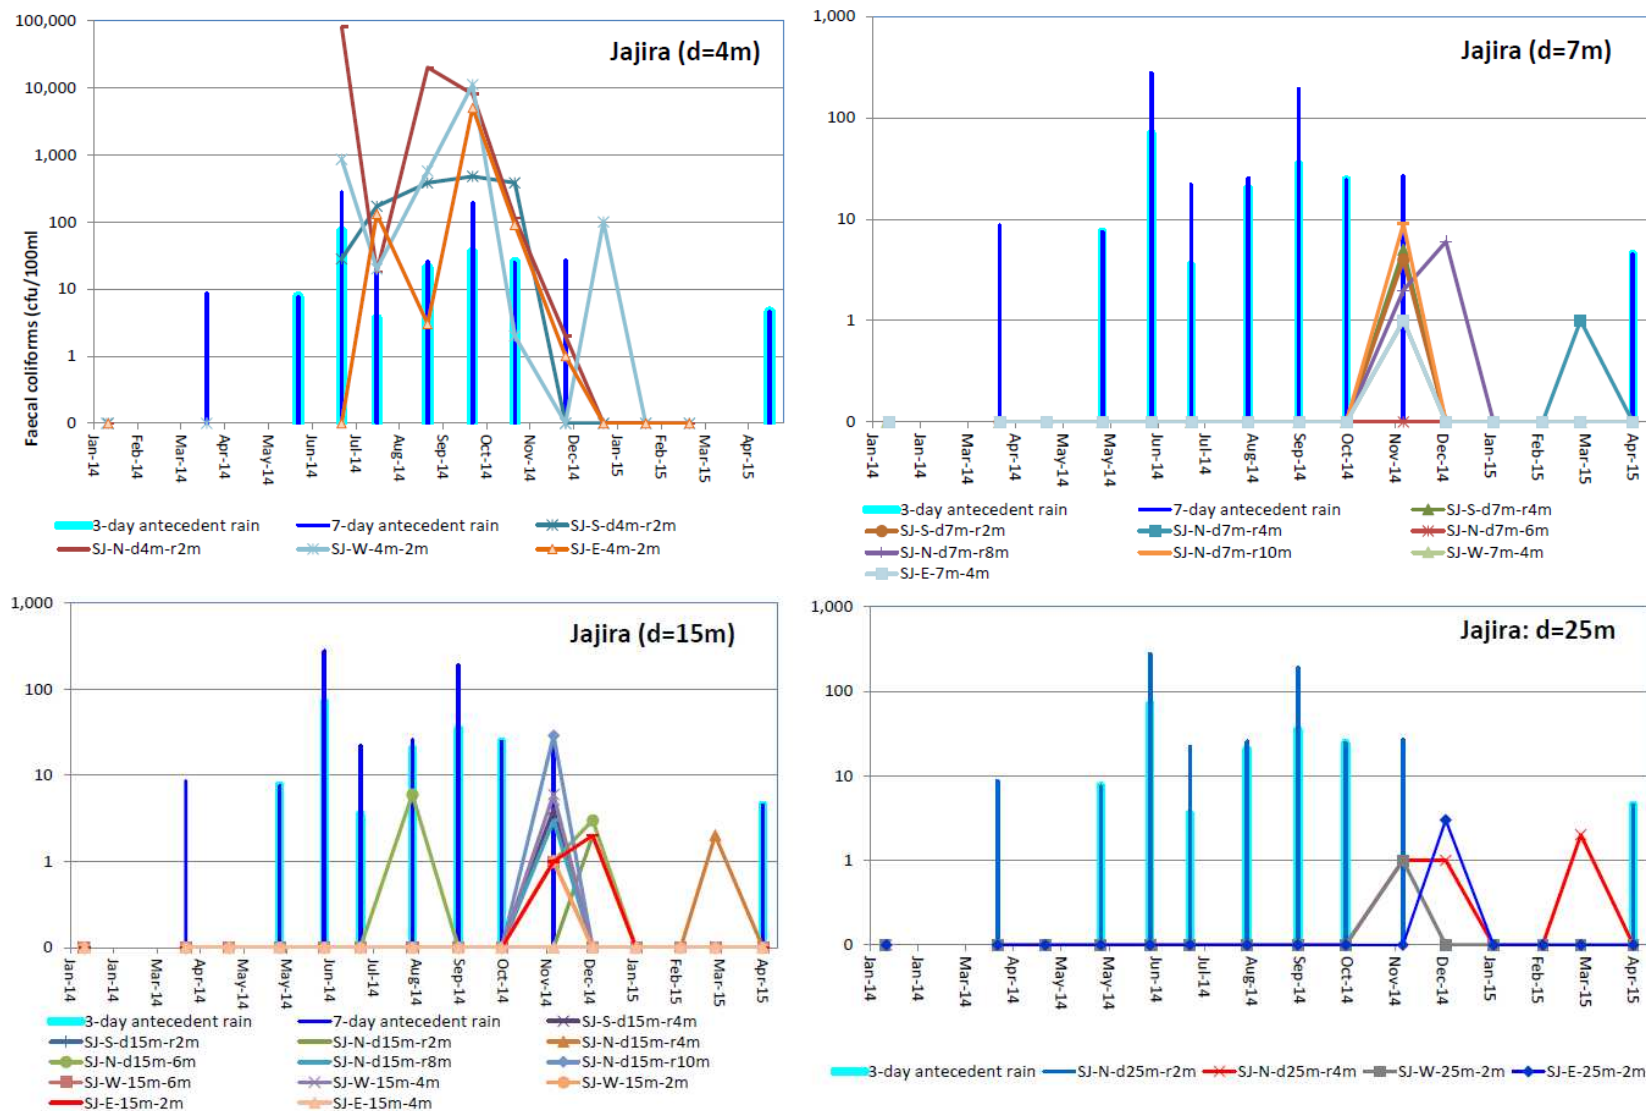 Jajira (d=4m)
Faecal coliforms (cfu/100ml
100,000
10,000
1,000
100
10
1
0
Jan-14
Feb-14
Mar-14
Apr-14
May-14
Jun-14
Jul-14
Aug-14
Sep-14
Oct-14
Nov-14
Dec-14
Jan-15
Feb-15
Mar-15
Apr-15
3-day antecedent rain 7-day antecedent rain SJ-S-d4m-r2m
SJ-N-d4m-r2m SJ-W-4m-2m SJ-E-4m-2m
Jajira (d=7m)
1,000
100
10
1
0
Jan-14
Jan-14
Mar-14
Apr-14
May-14
May-14
Jun-14
Jul-14
Aug-14
Sep-14
Oct-14
Nov-14
Dec-14
Jan-15
Feb-15
Mar-15
Apr-15
3-day antecedent rain 7-day antecedent rain SJ-S-d7m-r4m
SJ-S-d7m-r2m SJ-N-d7m-r4m SJ-N-d7m-6m
SJ-N-d7m-r8m SJ-N-d7m-r10m SJ-W-7m-4m
SJ-E-7m-4m
Jajira (d=15m)
1,000
100
10
1
0
Jan-14
Jan-14
Mar-14
Apr-14
May-14
May-14
Jun-14
Jul-14
Aug-14
Sep-14
Oct-14
Nov-14
Dec-14
Jan-15
Feb-15
Mar-15
Apr-15
3-day antecedent rain 7-day antecedent rain SJ-S-d15m-r4m
SJ-S-d15m-r2m SJ-N-d15m-r2m SJ-N-d15m-r4m
SJ-N-d15m-6m SJ-N-d15m-r8m SJ-N-d15m-r10m
SJ-W-15m-6m SJ-W-15m-4m SJ-W-15m-2m
SJ-E-15m-2m SJ-E-15m-4m
Jajira: d=25m
1,000
100
10
1
0
Jan-14
Jan-14
Mar-14
Apr-14
May-14
May-14
Jun-14
Jul-14
Aug-14
Sep-14
Oct-14
Nov-14
Dec-14
Jan-15
Feb-15
Mar-15
Apr-15
3-day antecedent rain SJ-N-d25m-r2m SJ-N-d25m-r4m SJ-W-25m-2m SJ-E-25m-2m